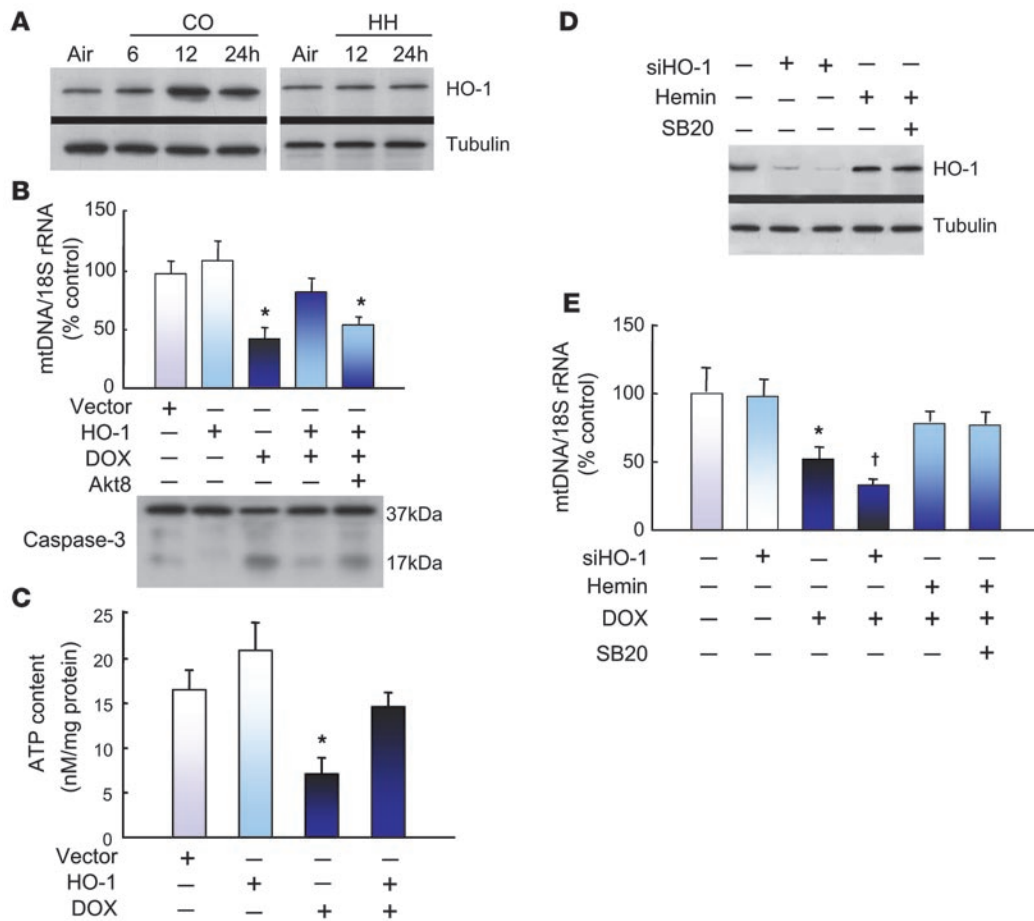 A
CO
HH
Air 6 12 24h
Air 12 24h
HO-1
Tubulin
B
mtDNA/18S rRNA
(% control)
150
100
50
0
*
*
Vector + – – – –
HO-1 – + – + +
DOX – – + + +
Akt8 +
Caspase-3
37kDa
17kDa
C
ATP content
(nM/mg protein)
25
20
15
10
5
0
*
Vector + – – –
HO-1 – + – +
DOX – – + +
D
siHO-1 – + + – –
Hemin – – – + +
SB20 – – – – +
HO-1
Tubulin
E
mtDNA/18S rRNA
(% control)
150
100
50
0
*
†
siHO-1 – + – + – –
Hemin – – – – + +
DOX – – + + + +
SB20 – – – – – +